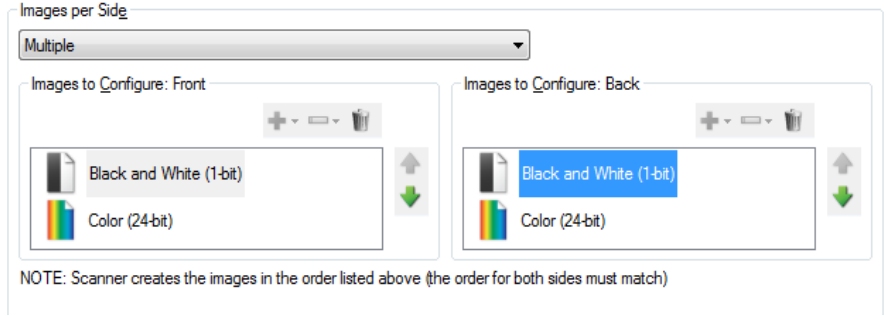 Images per Side
Multiple
Images to Configure: Front
Images to Configure: Back
Black and White (1-bit)
Color (24-bit)
Black and White (1-bit)
Color (24-bit)
NOTE: Scanner creates the images in the order listed above (the order for both sides must match)